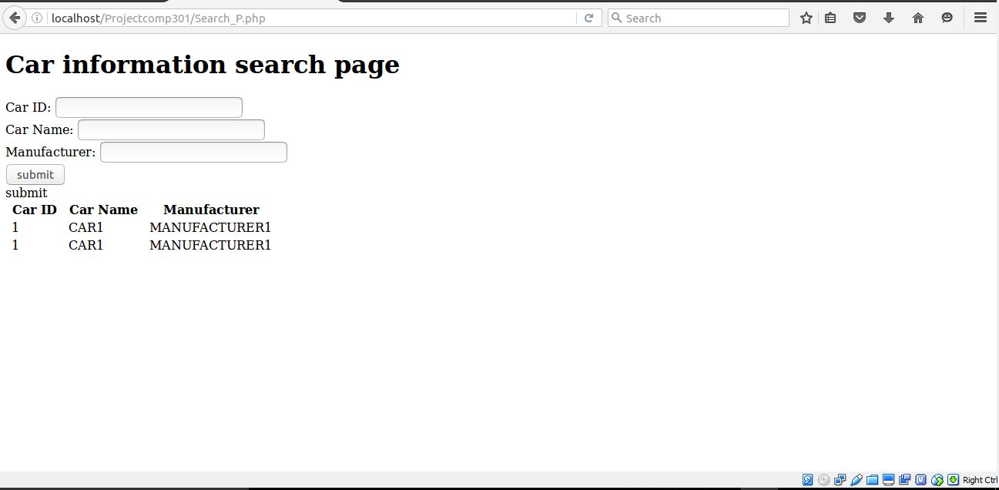 localhost/Projectcomp301/Search_P.php Search
Car information search page
Car ID:
Car Name:
Manufacturer:
submit
submit
Car ID Car Name Manufacturer
1 CAR1 MANUFACTURER1
1 CAR1 MANUFACTURER1
Right Ctrl